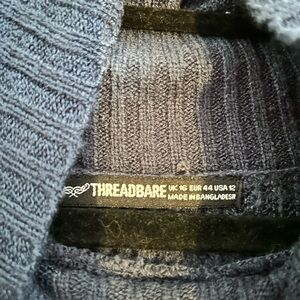 THREADBARE
UK 16 EUR 44 USA 12
MADE IN BANGLADESH